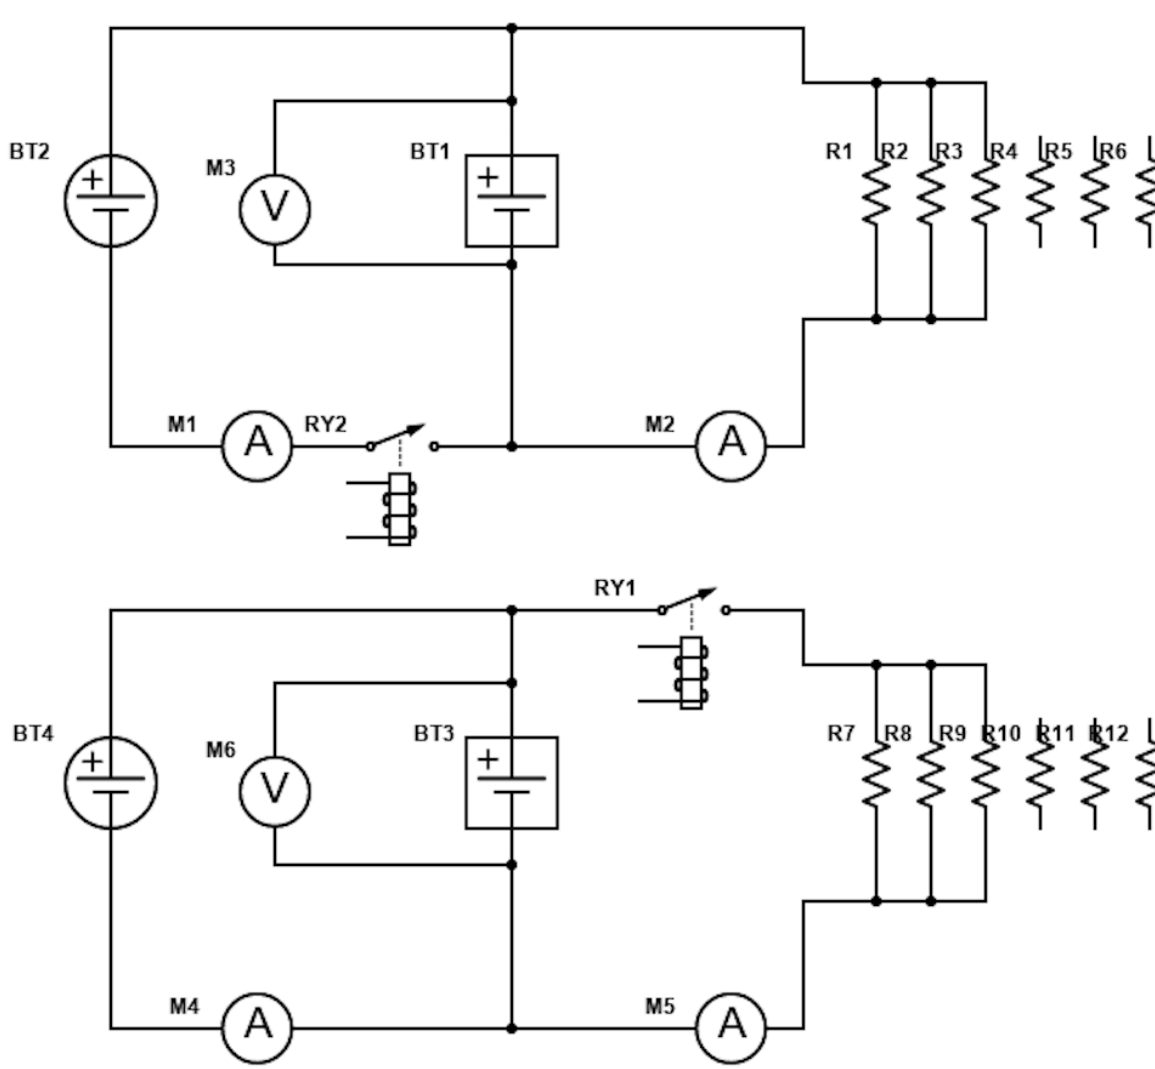 BT2
+
M3
V
BT1
+
R1 R2 R3 R4 R5 R6
M1
A
RY2
M2
A
RY1
BT4
+
M6
V
BT3
+
R7 R8 R9 R10 R11 R12
M4
A
M5
A